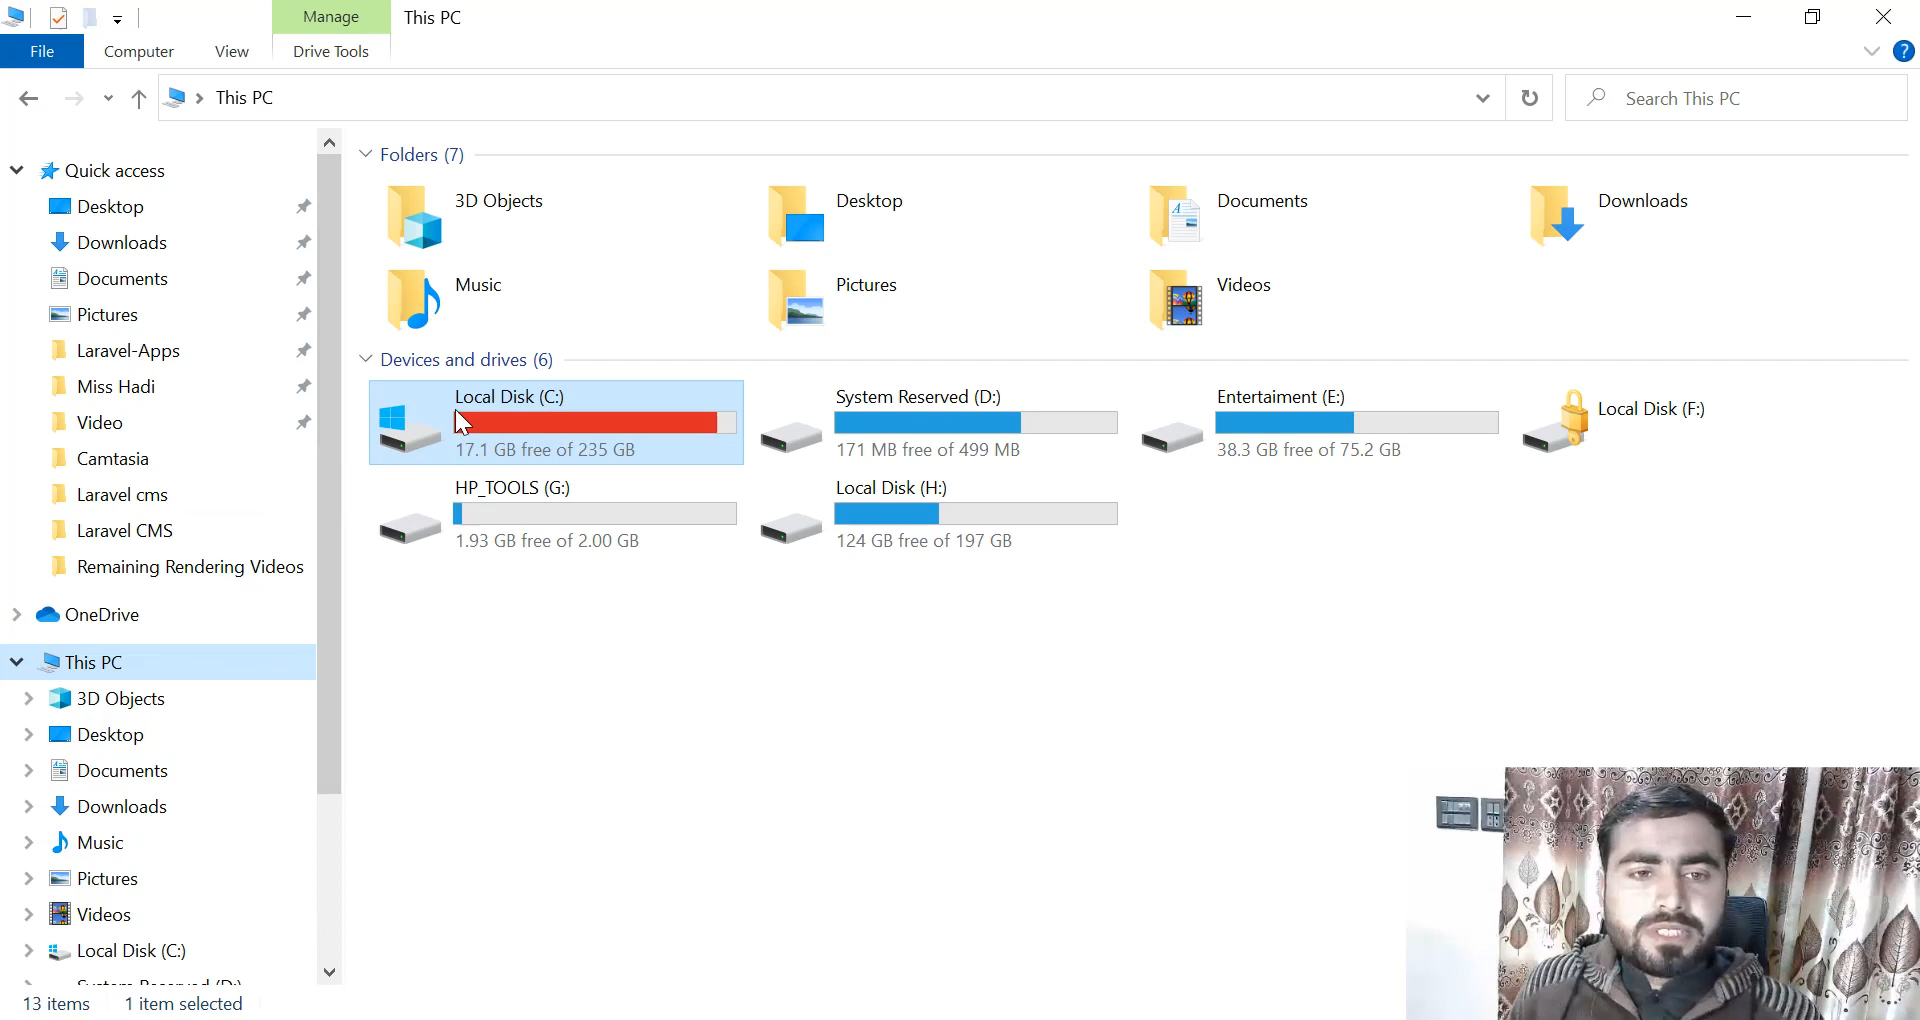 Manage
This PC
File
Computer
View
Drive Tools
This PC
Search This PC
Quick access
Desktop
Downloads
Documents
Pictures
Laravel-Apps
Miss Hadi
Video
Camtasia
Laravel cms
Laravel CMS
Remaining Rendering Videos
OneDrive
This PC
3D Objects
Desktop
Documents
Downloads
Music
Pictures
Videos
Local Disk (C:)
System Reserved (D:)
13 items
1 item selected
Folders (7)
3D Objects
Desktop
Documents
Downloads
Music
Pictures
Videos
Devices and drives (6)
Local Disk (C:)
17.1 GB free of 235 GB
System Reserved (D:)
171 MB free of 499 MB
Entertaiment (E:)
38.3 GB free of 75.2 GB
Local Disk (F:)
HP_TOOLS (G:)
1.93 GB free of 2.00 GB
Local Disk (H:)
124 GB free of 197 GB